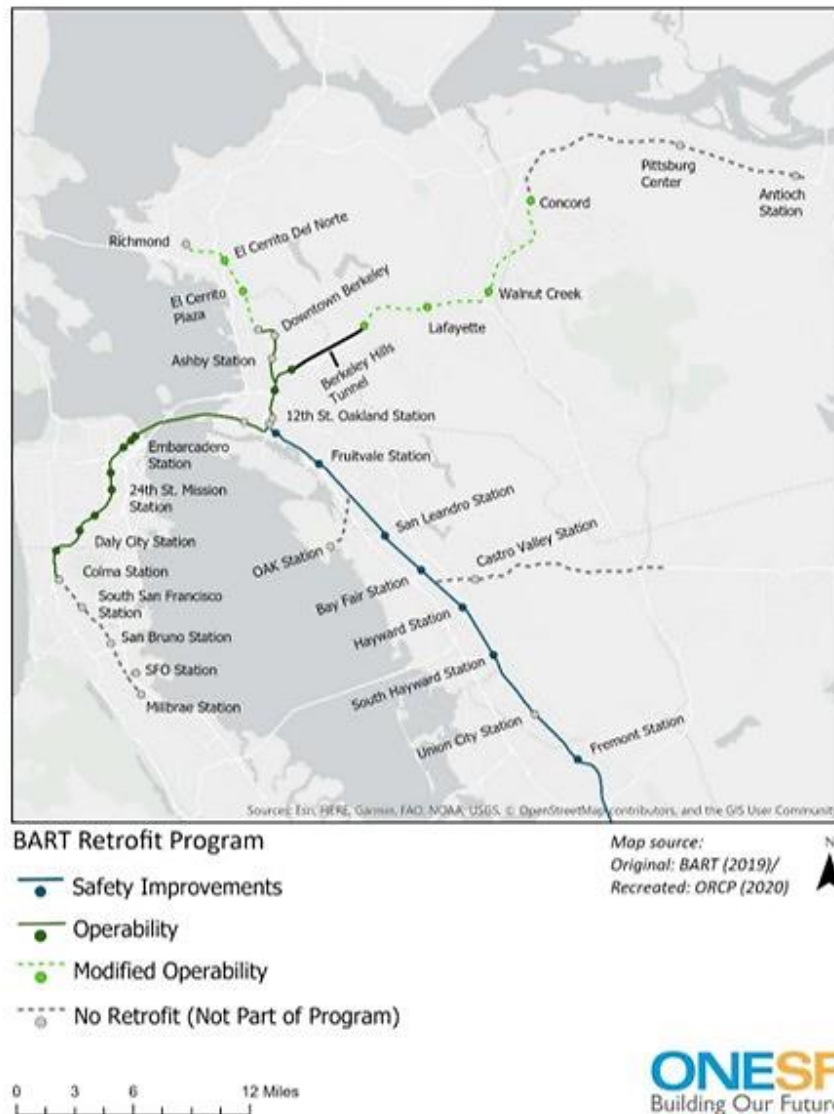 Pittsburg
Center
Antioch
Station
Concord
Richmond
El Cerrito Del Norte
El Cerrito
Plaza
Downtown Berkeley
Walnut Creek
Lafayette
Ashby Station
Berkeley Hills
Tunnel
12th St. Oakland Station
Embarcadero
Station
Fruitvale Station
24th St. Mission
Station
San Leandro Station
Daly City Station
OAK Station
Castro Valley Station
Colma Station
Bay Fair Station
South San Francisco
Station
Hayward Station
San Bruno Station
SFO Station
South Hayward Station
Millbrae Station
Union City Station
Fremont Station
Sources: Esri, HERE, Garmin, FAO, NOAA, USGS, © OpenStreetMap contributors, and the GIS User Communit
BART Retrofit Program
Map source:
Original: BART (2019)/
Recreated: ORCP (2020)
N
Safety Improvements
Operability
Modified Operability
No Retrofit (Not Part of Program)
0 3 6 12 Miles
ONESF
Building Our Future